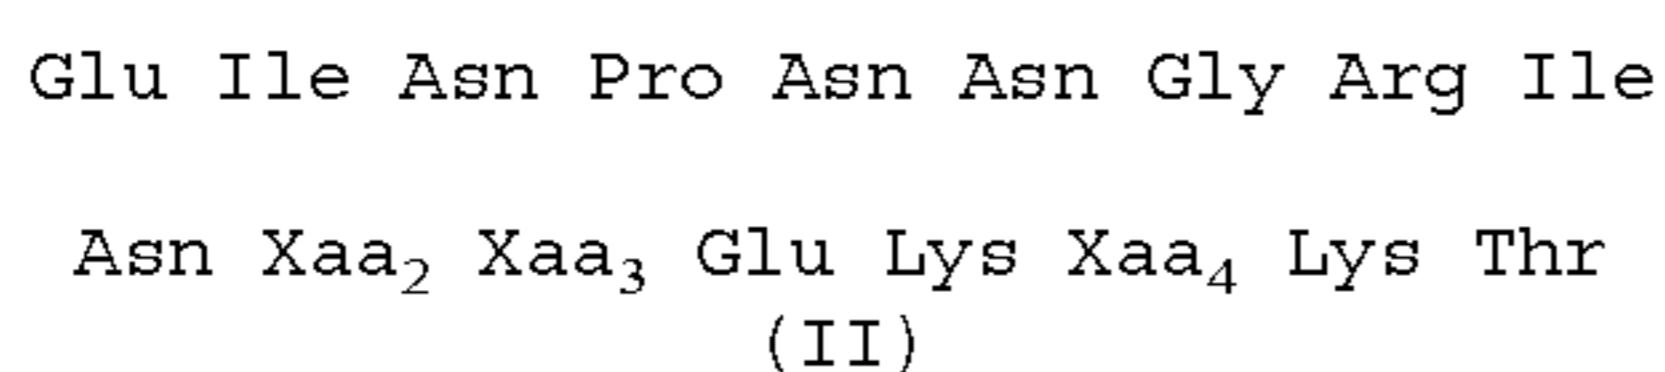 Glu Ile Asn Pro Asn Asn Gly Arg Ile
Asn Xaa₂ Xaa₃ Glu Lys Xaa₄ Lys Thr
(II)